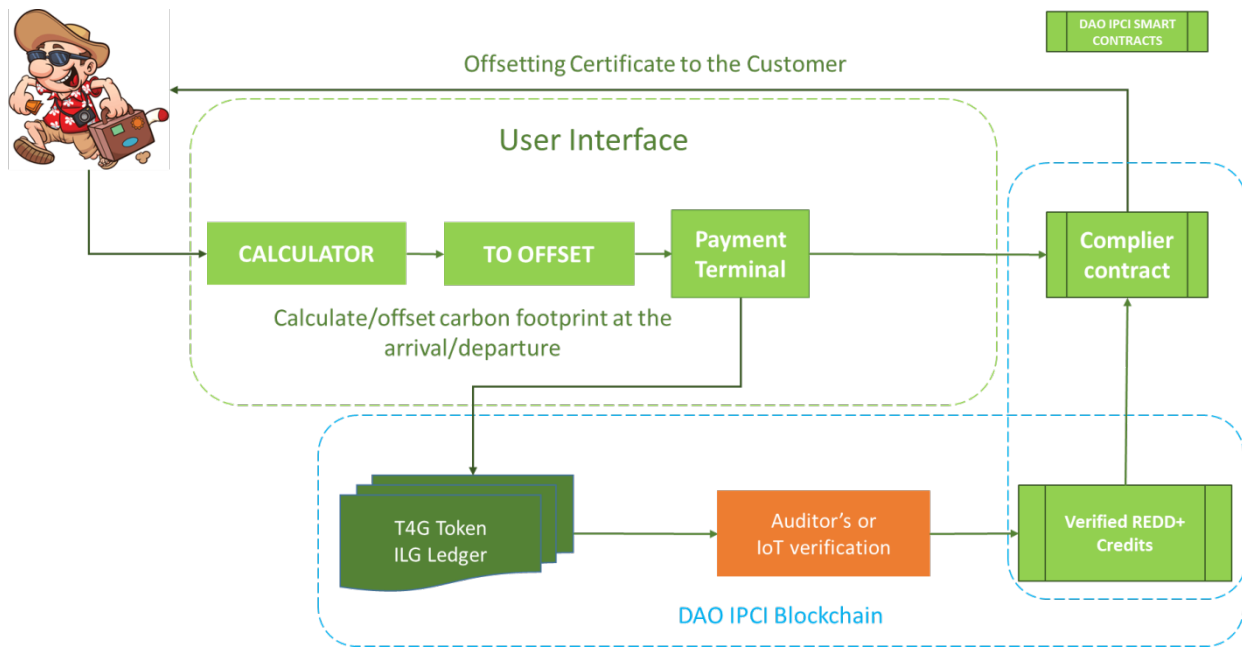 DAO IPCI SMART
CONTRACTS
Offsetting Certificate to the Customer
User Interface
CALCULATOR
TO OFFSET
Payment
Terminal
Complier
contract
Calculate/offset carbon footprint at the
arrival/departure
T4G Token
ILG Ledger
Auditor’s or
IoT verification
Verified REDD+
Credits
DAO IPCI Blockchain